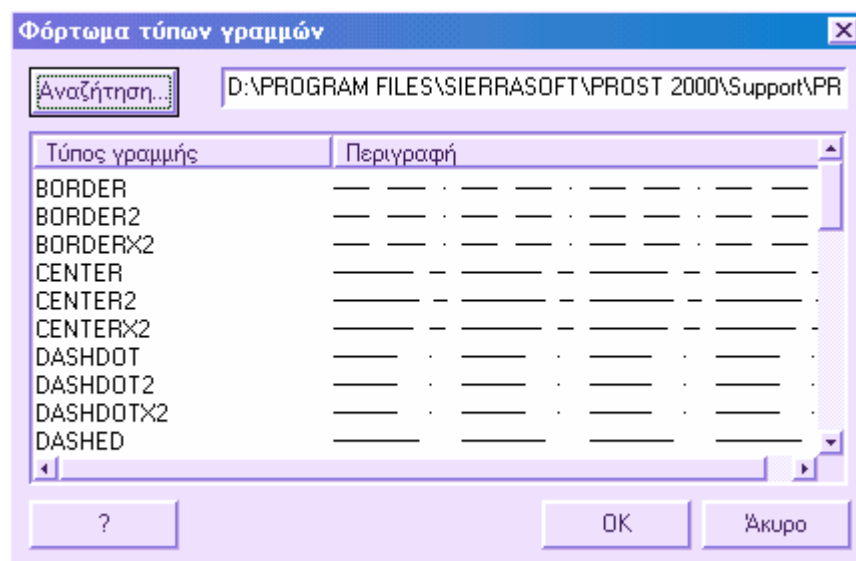 Φόρτωμα τύπων γραμμών
Αναζήτηση...
D:\PROGRAM FILES\SIERRASOFT\PROST 2000\Support\PR
Τύπος γραμμής Περιγραφή
BORDER
BORDER2
BORDERX2
CENTER
CENTER2
CENTERX2
DASHDOT
DASHDOT2
DASHDOTX2
DASHED
? OK Άκυρο